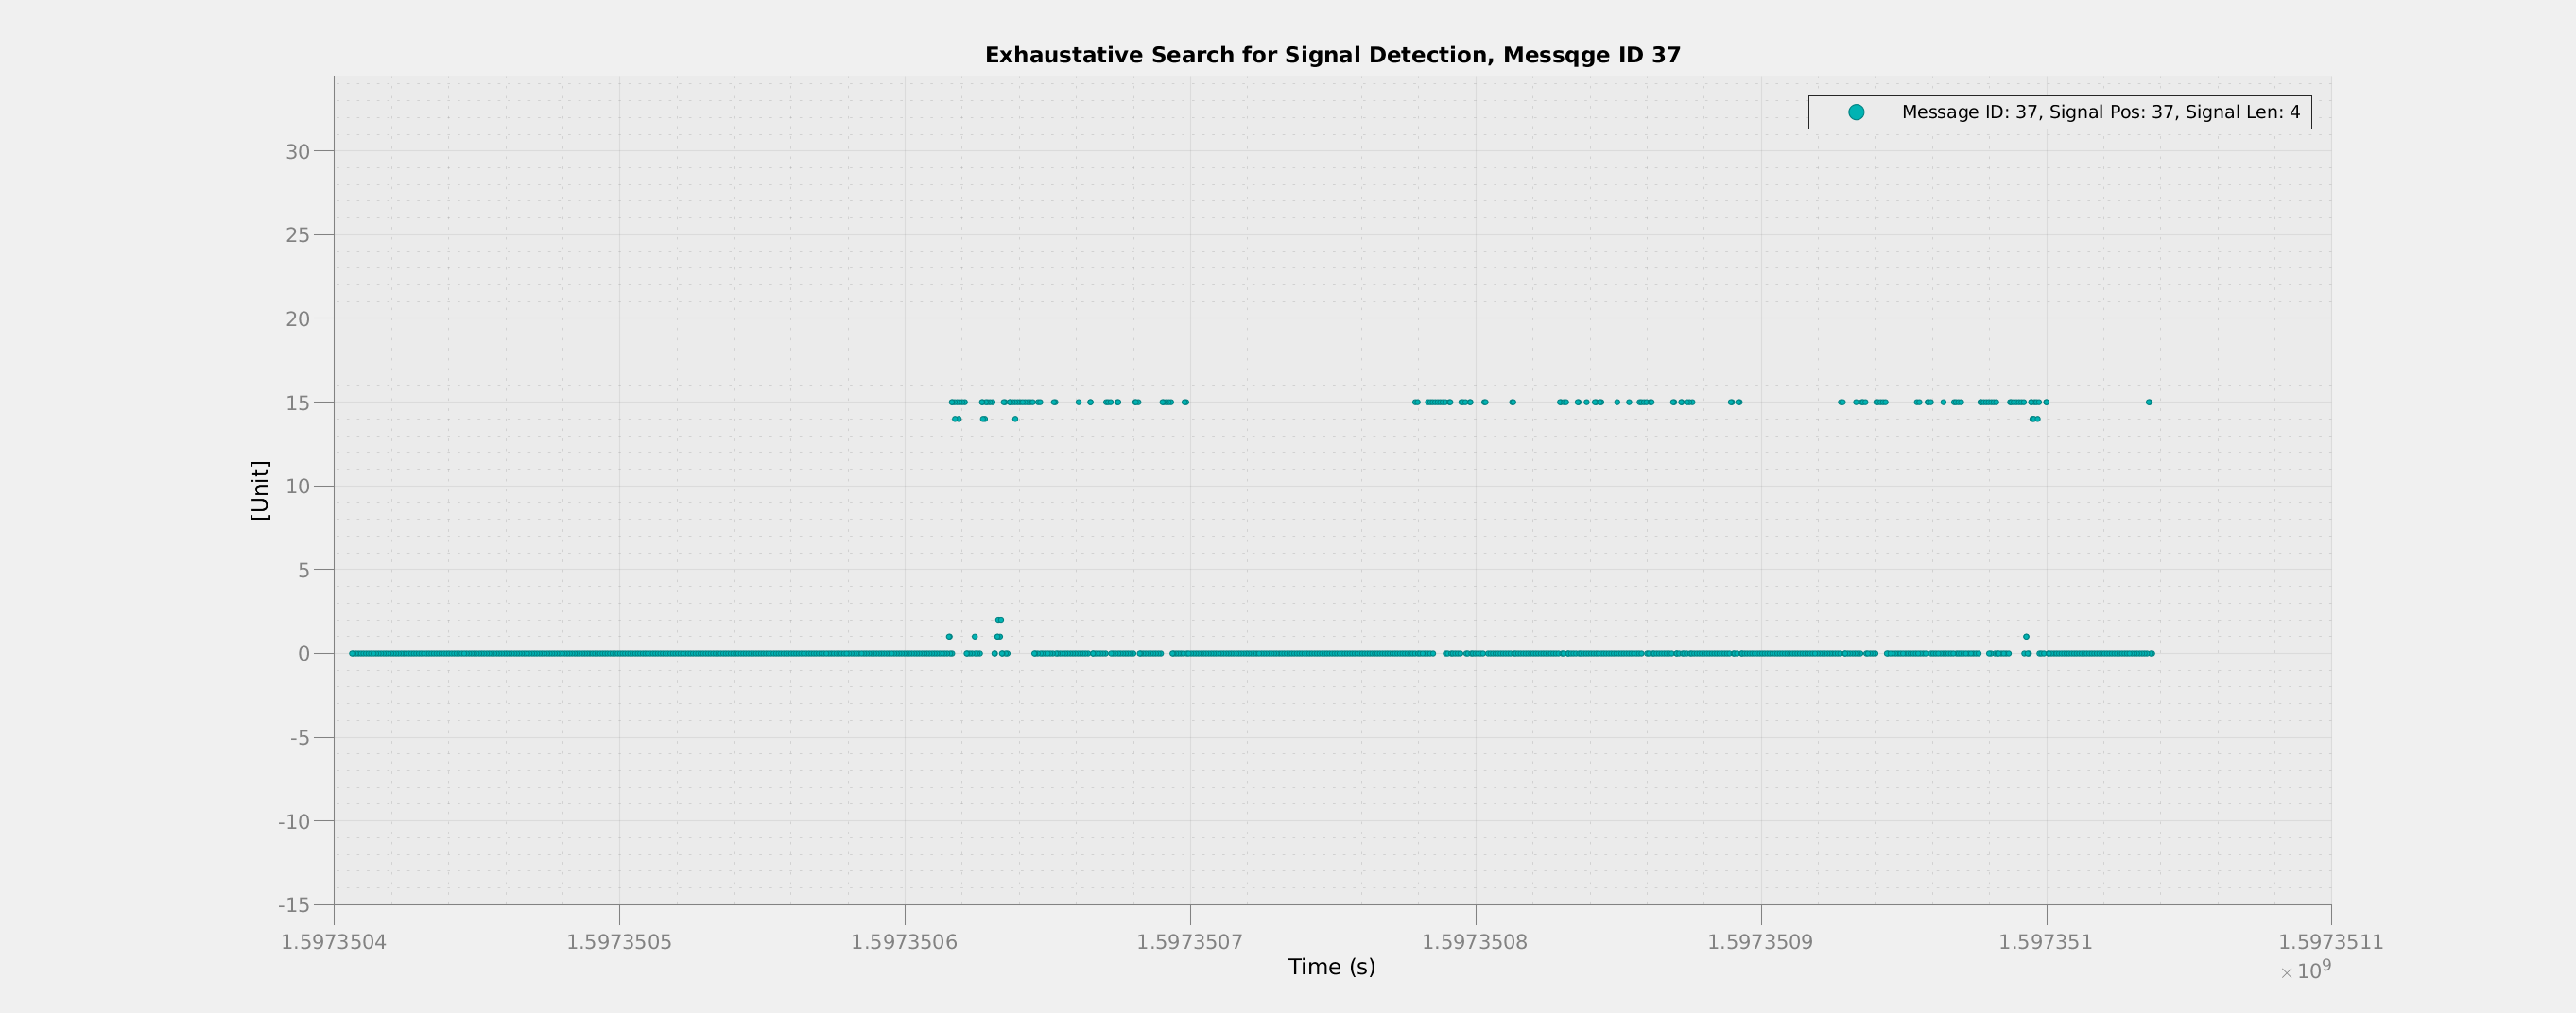 Exhaustative Search for Signal Detection, Messqge ID 37
Message ID: 37, Signal Pos: 37, Signal Len: 4
30
25
20
15
10
5
0
-5
-10
-15
[Unit]
1.5973504 1.5973505 1.5973506 1.5973507 1.5973508 1.5973509 1.597351 1.5973511
Time (s)
× 10⁹